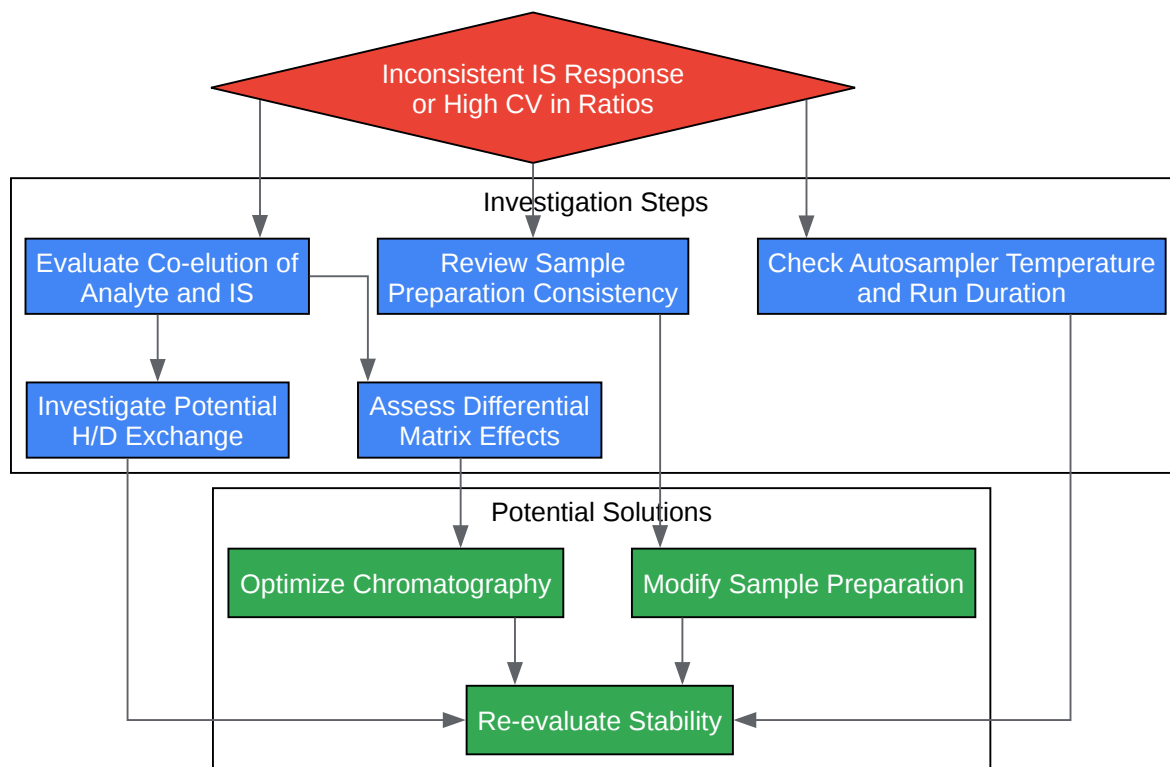 Inconsistent IS Response
or High CV in Ratios
Investigation Steps
Evaluate Co-elution of
Analyte and IS
Review Sample
Preparation Consistency
Check Autosampler Temperature
and Run Duration
Investigate Potential
H/D Exchange
Assess Differential
Matrix Effects
Potential Solutions
Optimize Chromatography
Modify Sample Preparation
Re-evaluate Stability